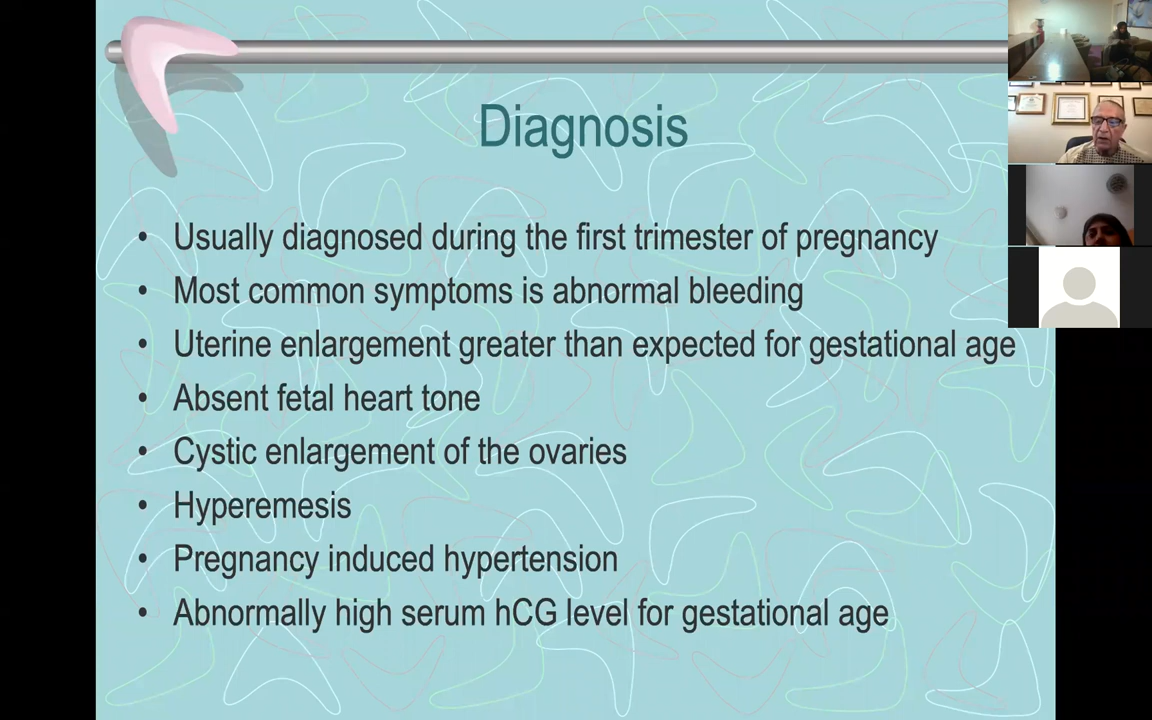 Diagnosis
• Usually diagnosed during the first trimester of pregnancy
• Most common symptoms is abnormal bleeding
• Uterine enlargement greater than expected for gestational age
• Absent fetal heart tone
• Cystic enlargement of the ovaries
• Hyperemesis
• Pregnancy induced hypertension
• Abnormally high serum hCG level for gestational age